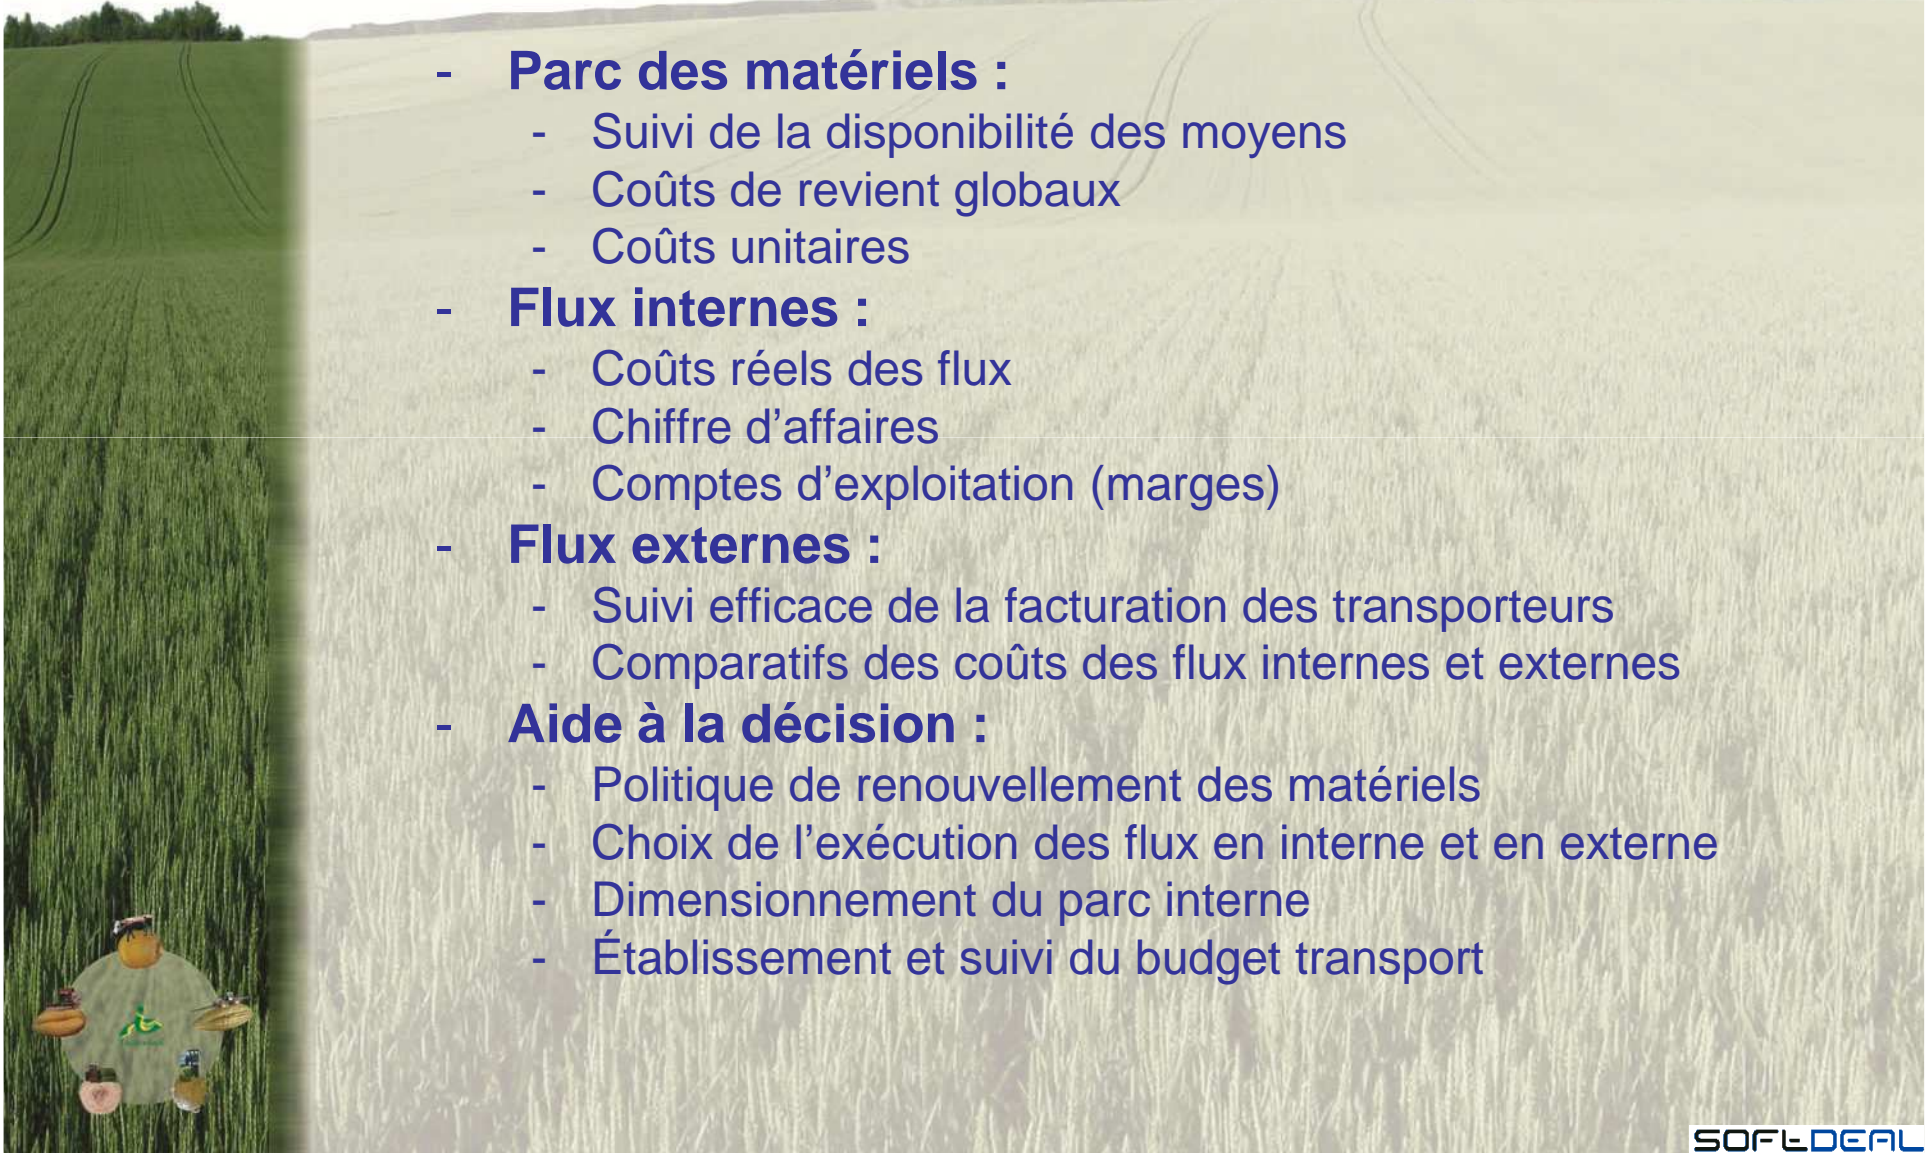 - Parc des matériels :
- Suivi de la disponibilité des moyens
- Coûts de revient globaux
- Coûts unitaires
- Flux internes :
- Coûts réels des flux
- Chiffre d’affaires
- Comptes d’exploitation (marges)
- Flux externes :
- Suivi efficace de la facturation des transporteurs
- Comparatifs des coûts des flux internes et externes
- Aide à la décision :
- Politique de renouvellement des matériels
- Choix de l’exécution des flux en interne et en externe
- Dimensionnement du parc interne
- Établissement et suivi du budget transport
SOFtDEAL